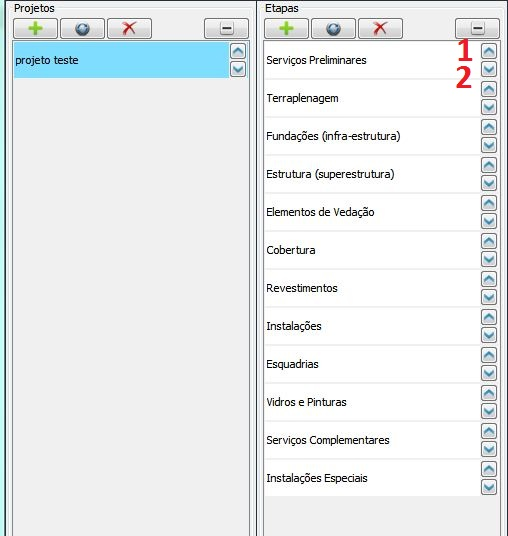 Projetos
projeto teste
Etapas
1
2
Serviços Preliminares
Terraplenagem
Fundações (infra-estrutura)
Estrutura (superestrutura)
Elementos de Vedação
Cobertura
Revestimentos
Instalações
Esquadrias
Vidros e Pinturas
Serviços Complementares
Instalações Especiais